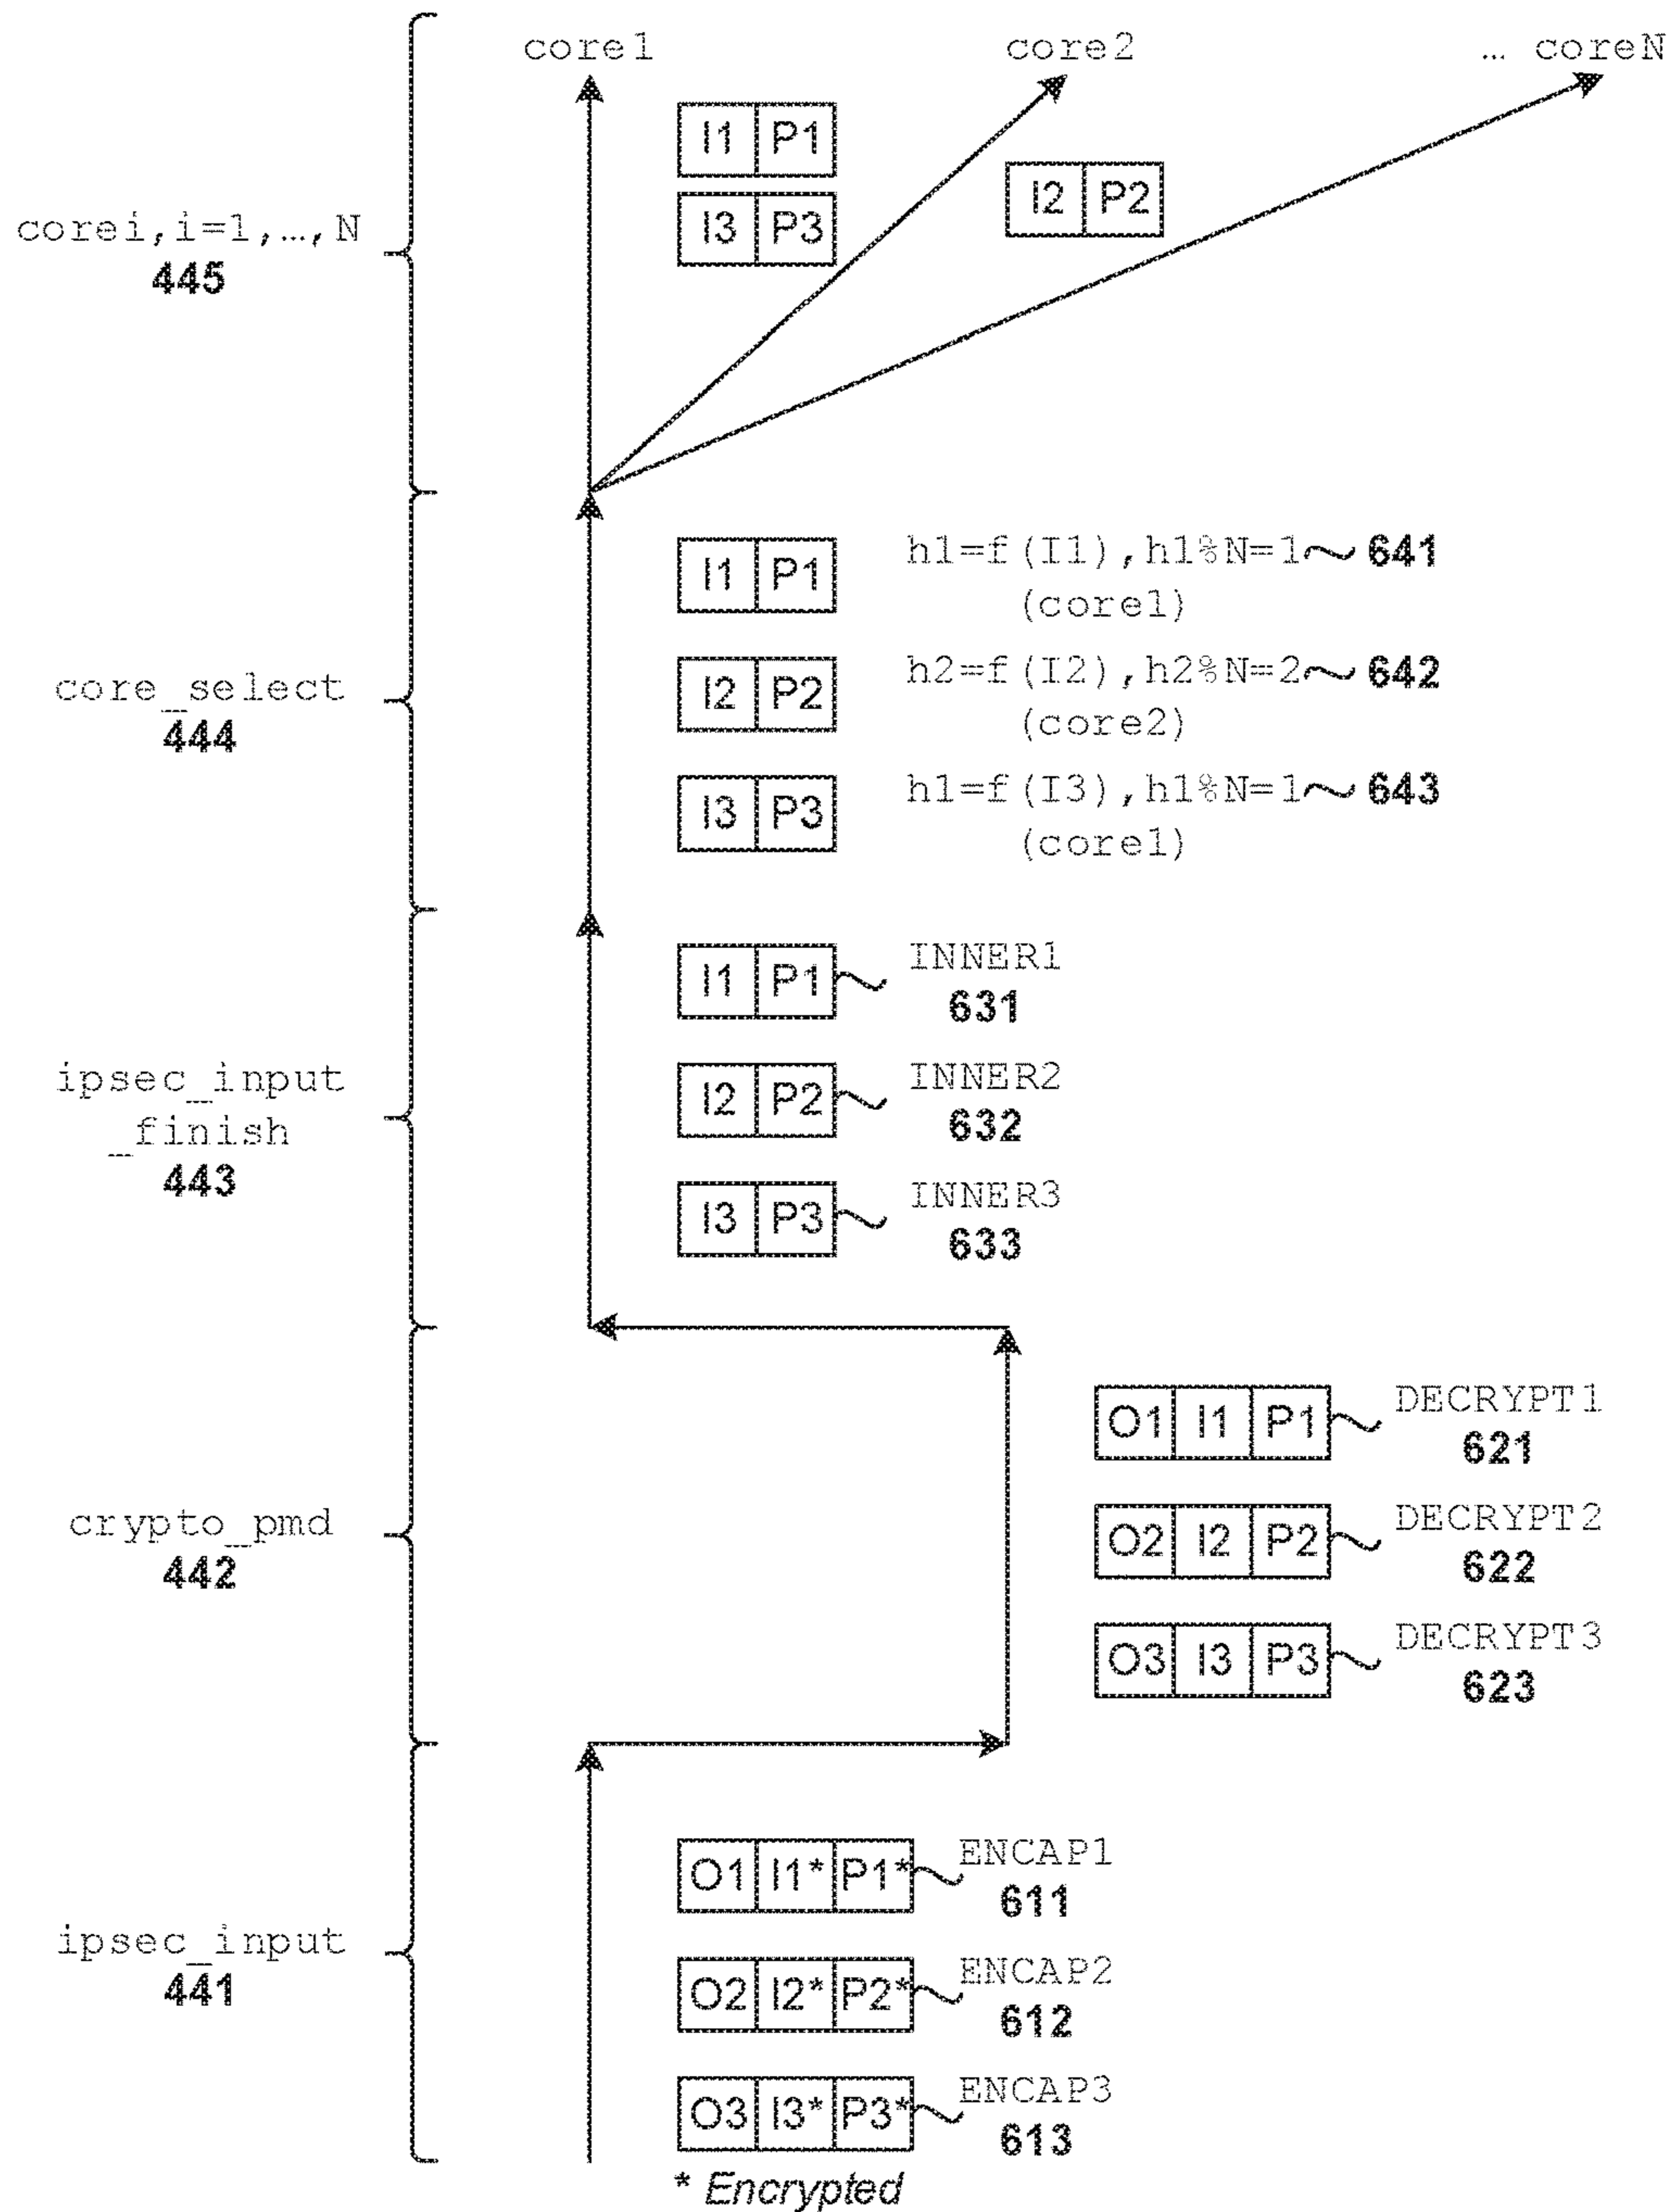 core1 core2 … coreN
I1 P1
I3 P3
I2 P2
corei,i=1,…,N
445
I1 P1 h1=f(I1),h1%N=1 641
(core1)
I2 P2 h2=f(I2),h2%N=2 642
(core2)
I3 P3 h1=f(I3),h1%N=1 643
(core1)
core_select
444
I1 P1 INNER1
631
I2 P2 INNER2
632
I3 P3 INNER3
633
ipsec_input
_finish
443
O1 I1 P1 DECRYPT1
621
O2 I2 P2 DECRYPT2
622
O3 I3 P3 DECRYPT3
623
crypto_pmd
442
O1 I1* P1* ENCAP1
611
O2 I2* P2* ENCAP2
612
O3 I3* P3* ENCAP3
613
ipsec_input
441
* Encrypted